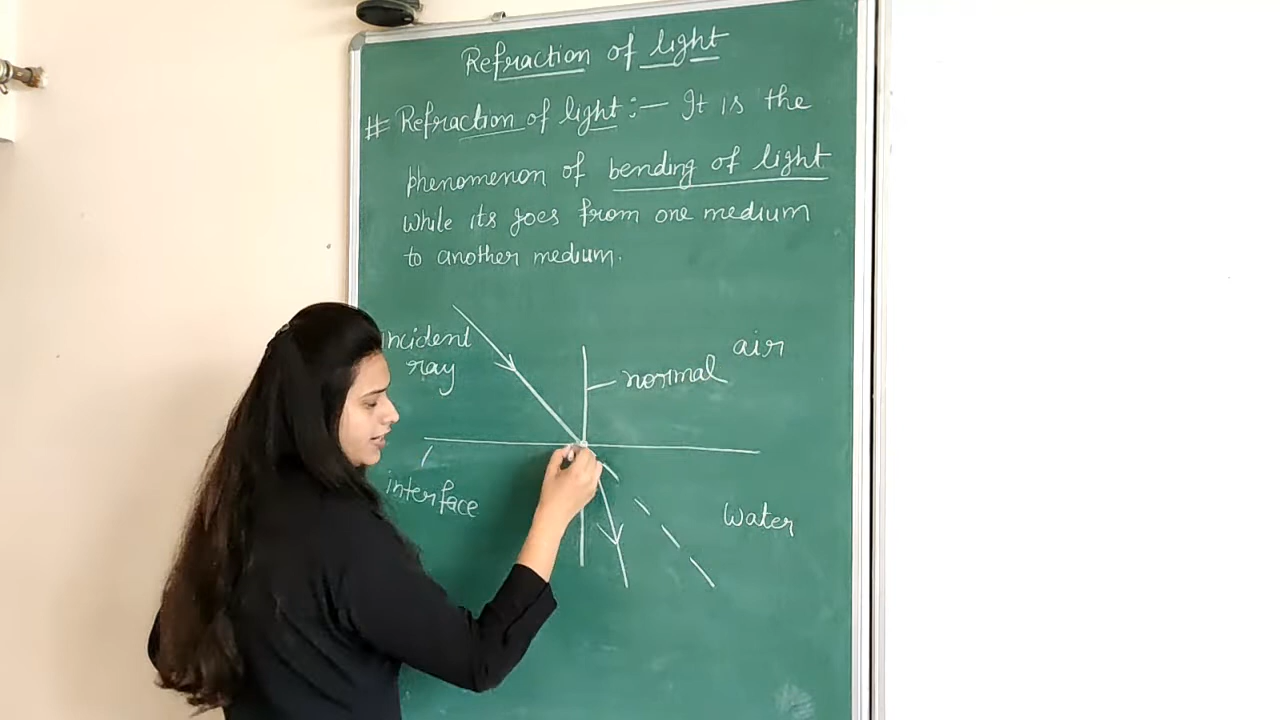 Refraction of light
# Refraction of light :— It is the
phenomenon of bending of light
while its goes from one medium
to another medium.
incident
ray
normal
air
interface
Water